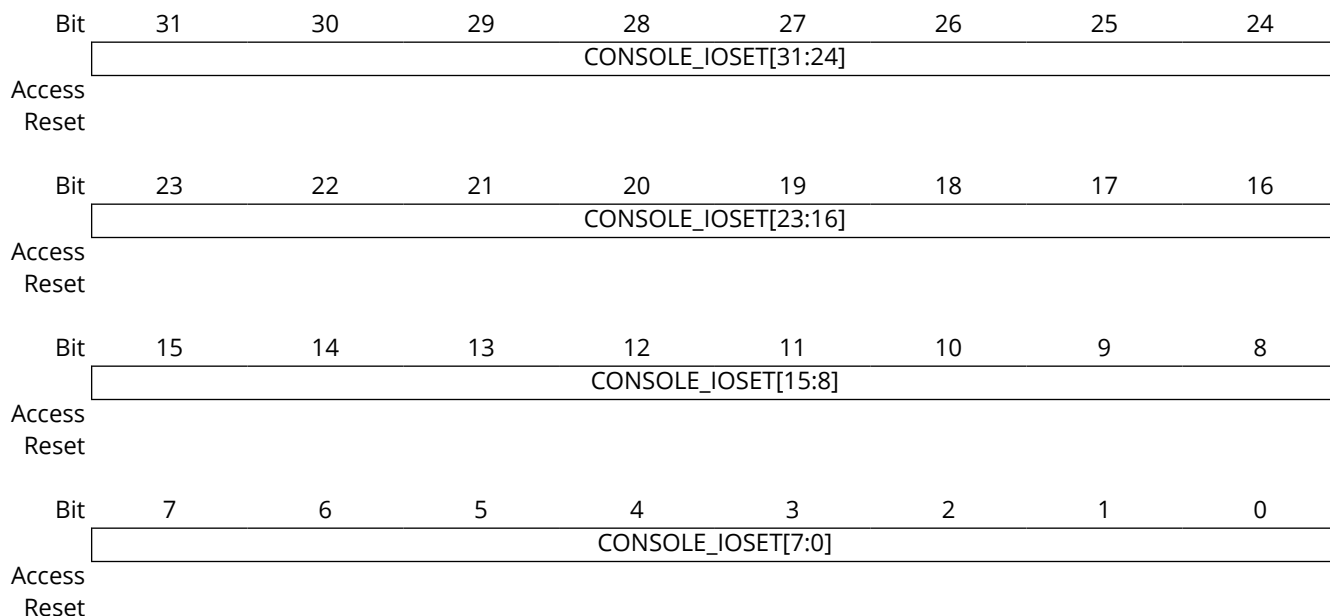 Bit 31 30 29 28 27 26 25 24
CONSOLE_IOSET[31:24]
Access
Reset
Bit 23 22 21 20 19 18 17 16
CONSOLE_IOSET[23:16]
Access
Reset
Bit 15 14 13 12 11 10 9 8
CONSOLE_IOSET[15:8]
Access
Reset
Bit 7 6 5 4 3 2 1 0
CONSOLE_IOSET[7:0]
Access
Reset